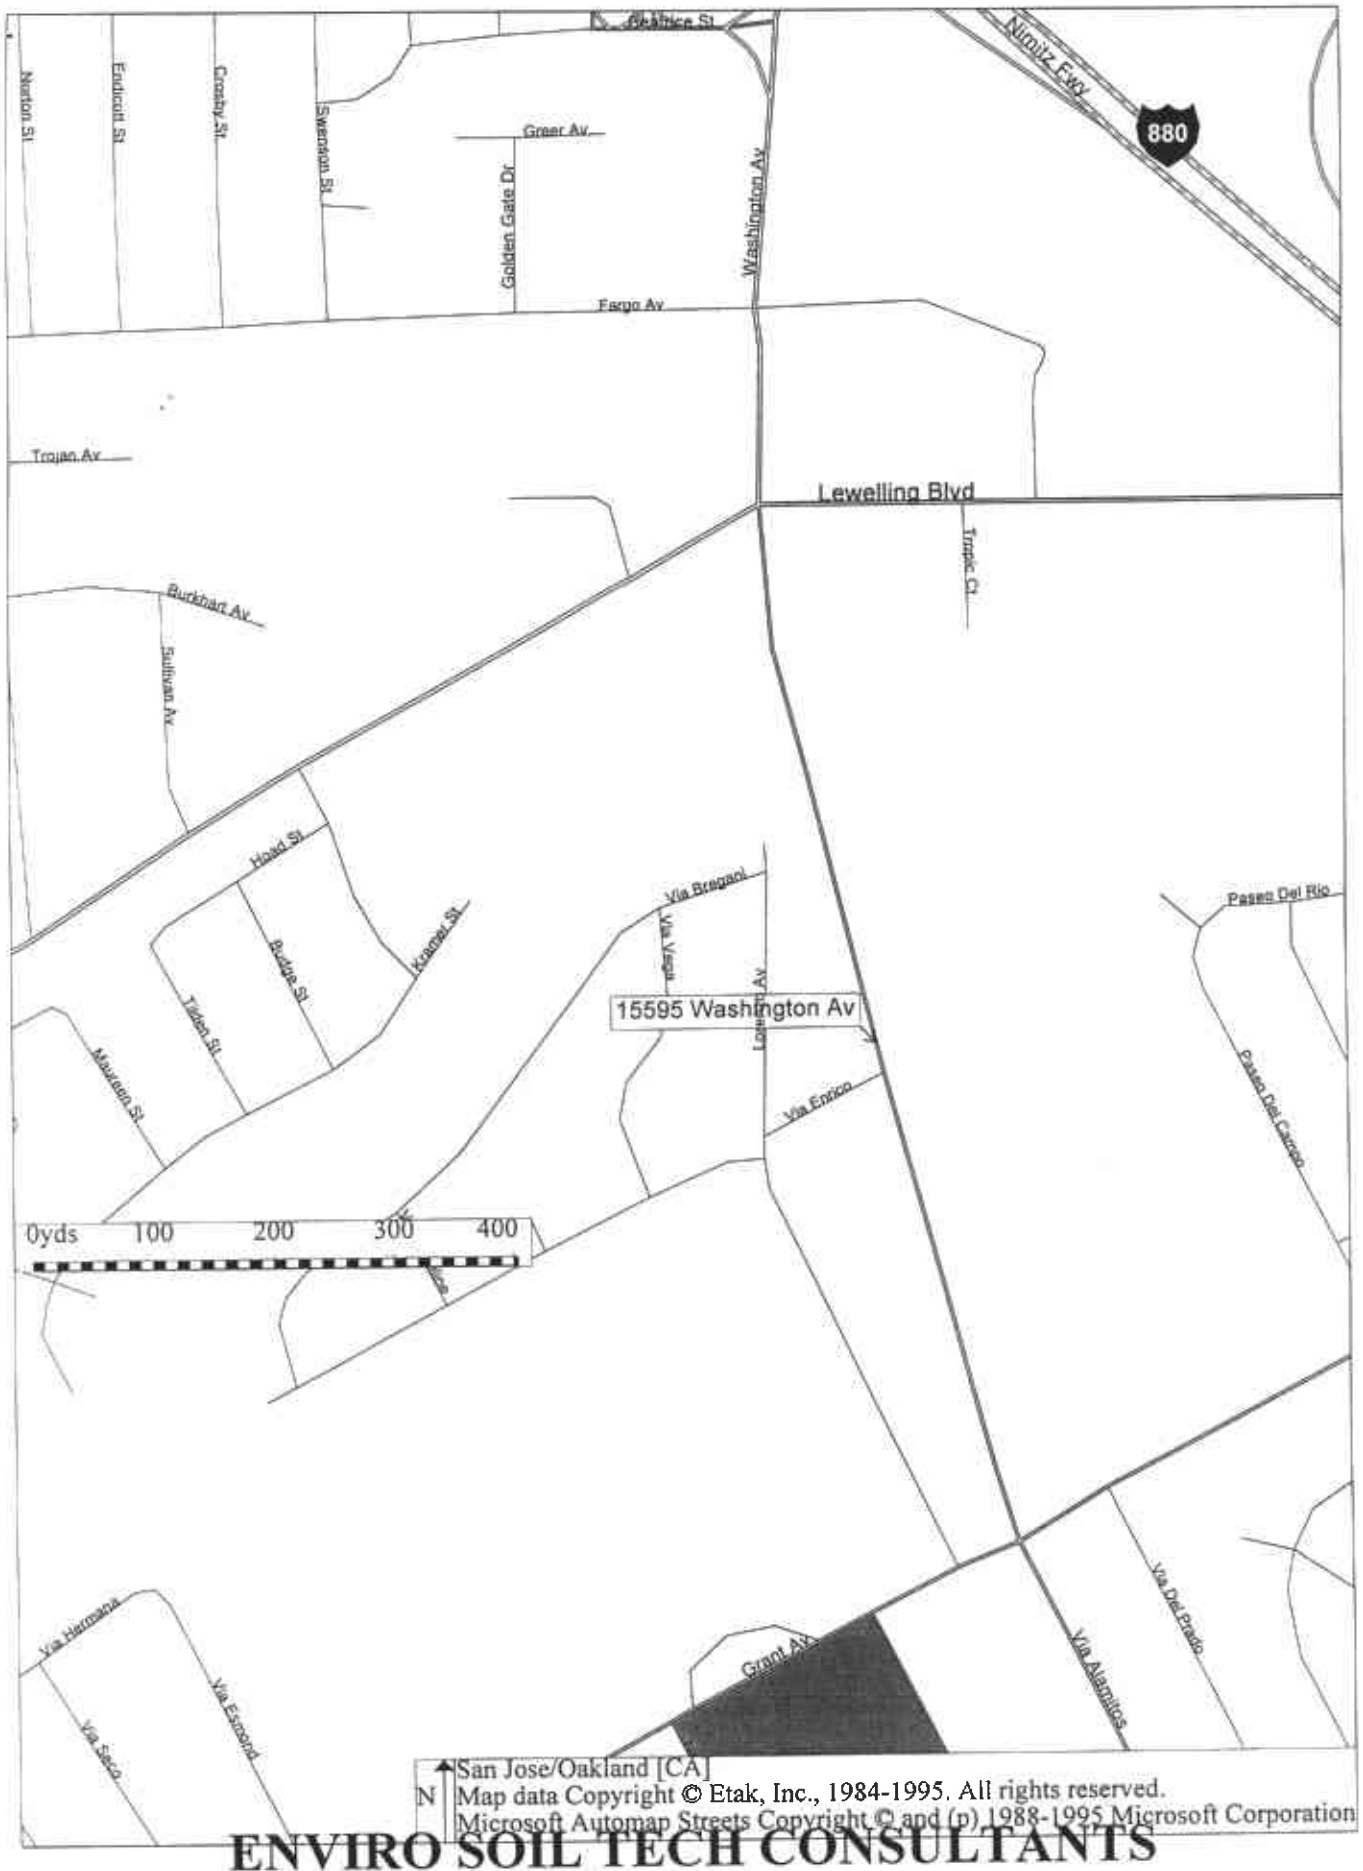 Beatrice St
Nimitz Fwy
880
Norton St
Endicott St
Crosby St
Swenson St
Greer Av
Golden Gate Dr
Washington Av
Fargo Av
Trojan Av
Lewelling Blvd
Tropic Ct
Burkhart Av
Sullivan Av
Hoad St
Via Bregani
Paseo Del Rio
Kramer St
Via Vega
Budge St
Tilden St
15595 Washington Av
Av
Maureen St
Via Enrico
Paseo Del Campo
0yds 100 200 300 400
Via Hermana
Via Esmond
Via Seco
Grant Av
Via Alamitos
Via Del Prado
N
San Jose/Oakland [CA]
Map data Copyright © Etak, Inc., 1984-1995. All rights reserved.
Microsoft Automap Streets Copyright © and (p) 1988-1995 Microsoft Corporation
ENVIRO SOIL TECH CONSULTANTS